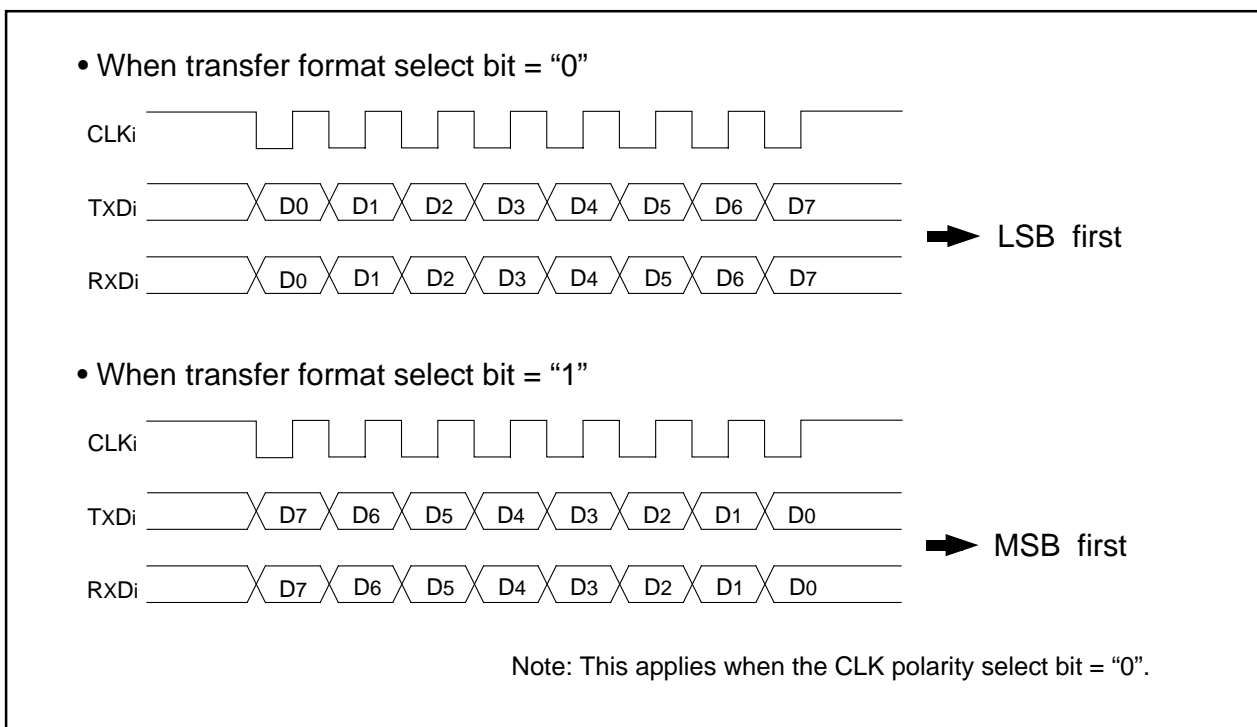 • When transfer format select bit = “0”
CLKi
TXDi D0 D1 D2 D3 D4 D5 D6 D7
RXDi D0 D1 D2 D3 D4 D5 D6 D7
LSB first
• When transfer format select bit = “1”
CLKi
TXDi D7 D6 D5 D4 D3 D2 D1 D0
RXDi D7 D6 D5 D4 D3 D2 D1 D0
MSB first
Note: This applies when the CLK polarity select bit = “0”.